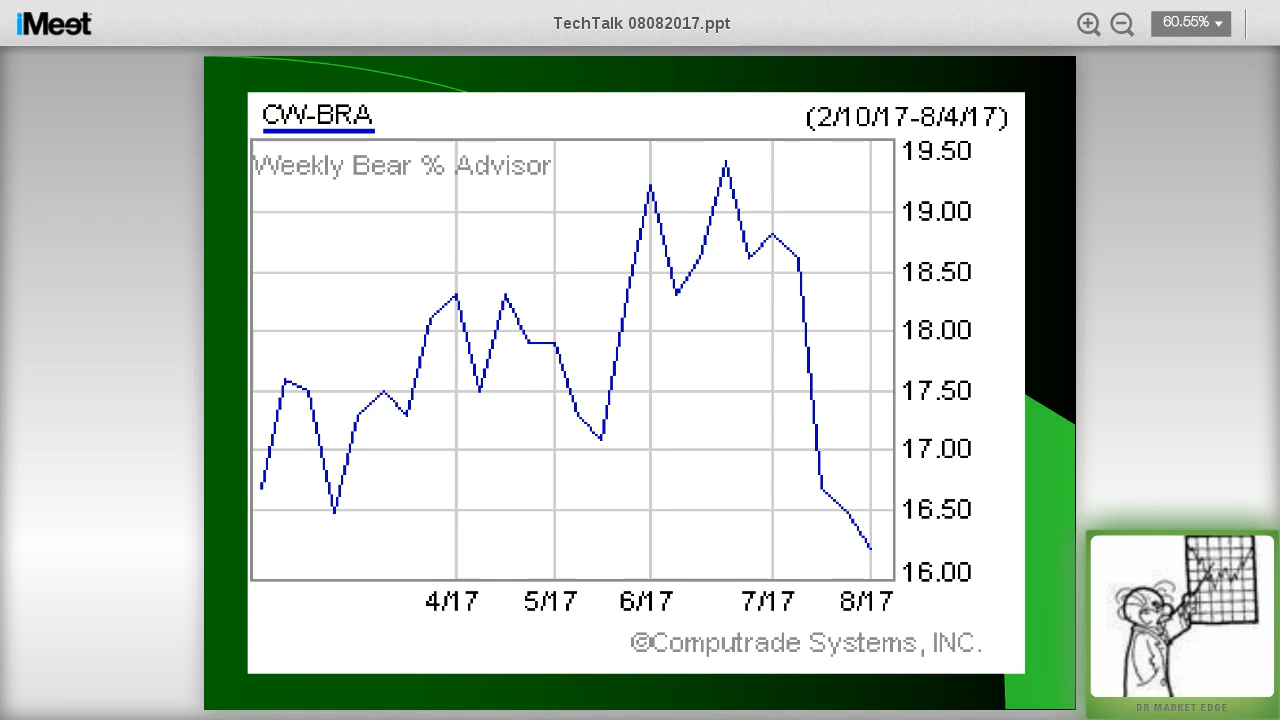 iMeet
TechTalk 08082017.ppt
60.55%
CW-BRA
(2/10/17-8/4/17)
Weekly Bear % Advisor
19.50
19.00
18.50
18.00
17.50
17.00
16.50
16.00
4/17 5/17 6/17 7/17 8/17
©Computrade Systems, INC.
DR MARKET EDGE